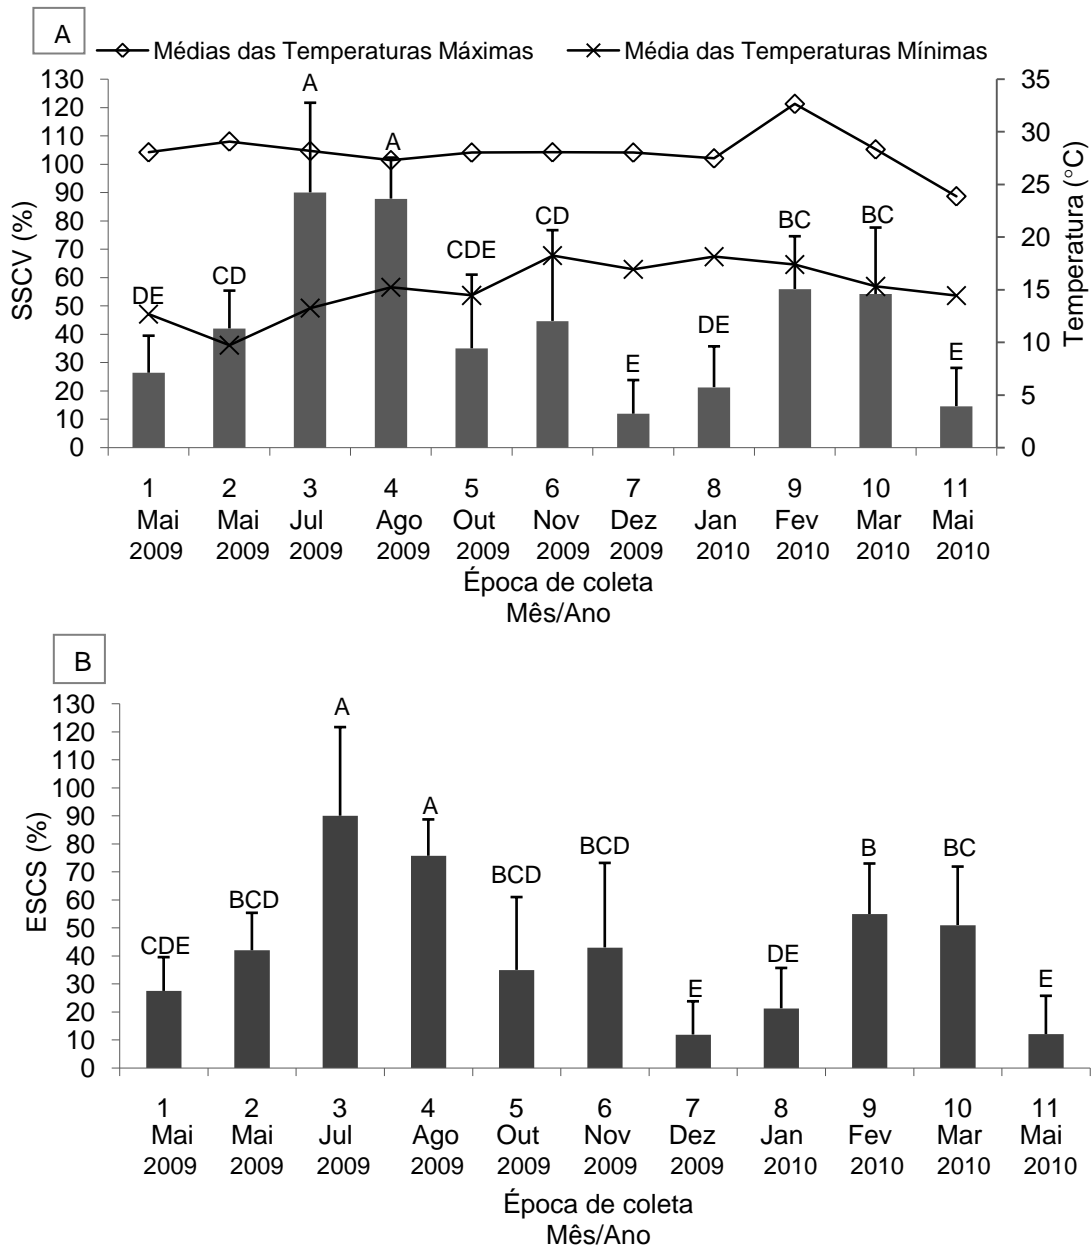 A
Médias das Temperaturas Máximas Média das Temperaturas Mínimas
SSCV (%)
130
120
110
100
90
80
70
60
50
40
30
20
10
0
DE CD A A CDE CD E DE BC BC E
35
30
25
20
15
10
5
0
Temperatura (°C)
1 2 3 4 5 6 7 8 9 10 11
Mai Mai Jul Ago Out Nov Dez Jan Fev Mar Mai
2009 2009 2009 2009 2009 2009 2009 2010 2010 2010 2010
Época de coleta
Mês/Ano
B
ESCS (%)
130
120
110
100
90
80
70
60
50
40
30
20
10
0
CDE BCD A A BCD BCD E DE B BC E
1 2 3 4 5 6 7 8 9 10 11
Mai Mai Jul Ago Out Nov Dez Jan Fev Mar Mai
2009 2009 2009 2009 2009 2009 2009 2010 2010 2010 2010
Época de coleta
Mês/Ano